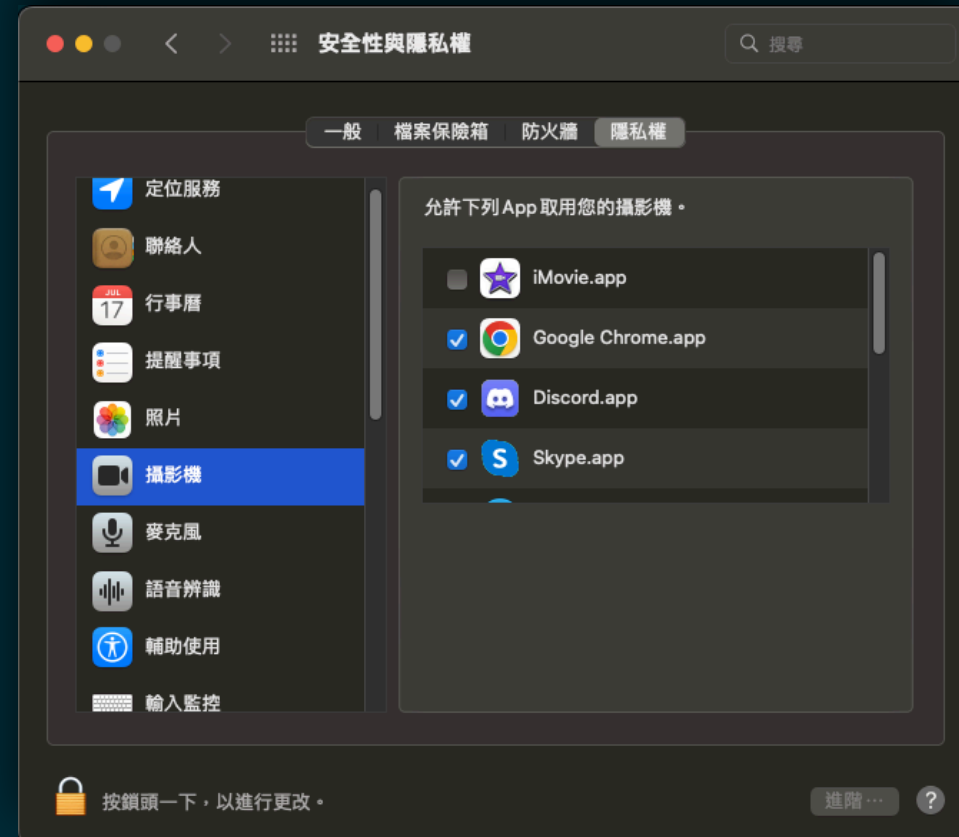 安全性與隱私權
搜尋
一般 檔案保險箱 防火牆 隱私權
定位服務
聯絡人
JUL
17
行事曆
提醒事項
照片
攝影機
麥克風
語音辨識
輔助使用
輸入監控
允許下列 App 取用您的攝影機。
iMovie.app
Google Chrome.app
Discord.app
S
Skype.app
按鎖頭一下，以進行更改。
進階…
?